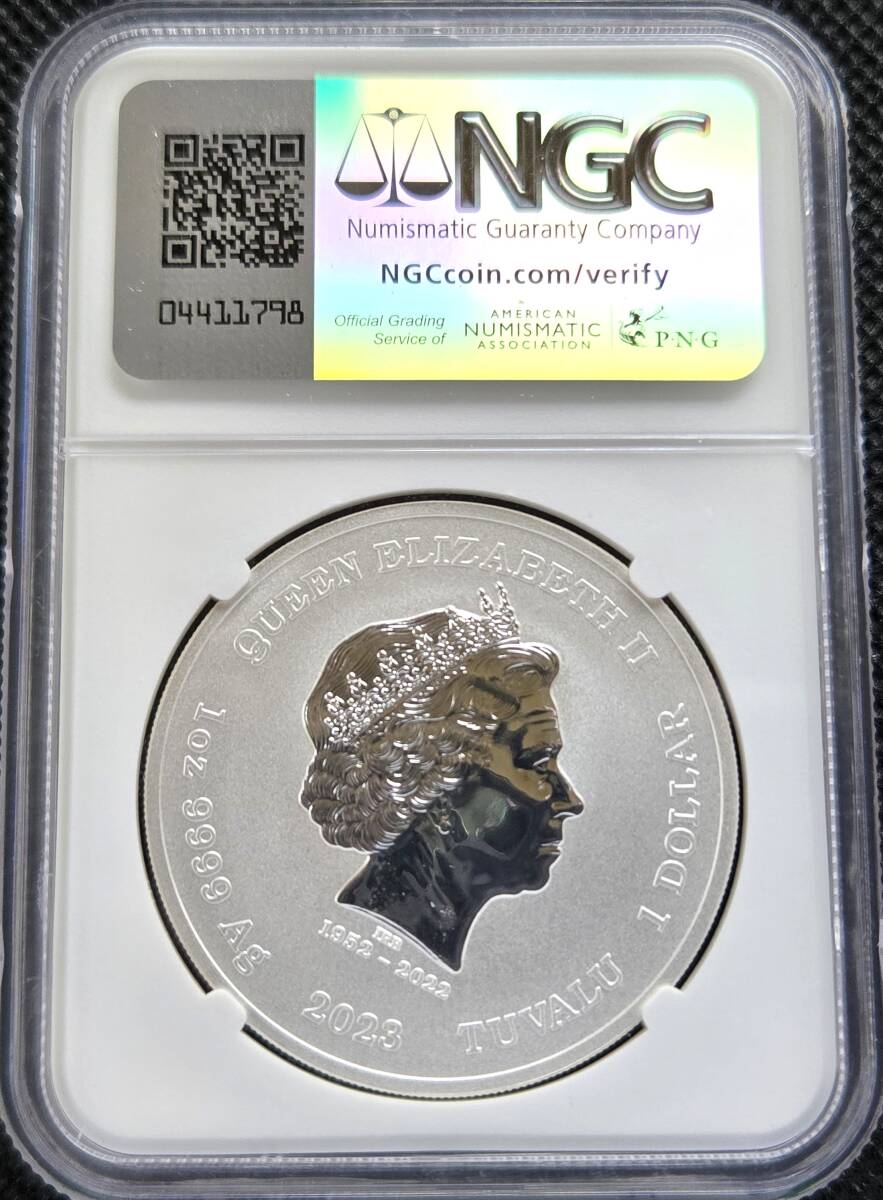 NGC
Numismatic Guaranty Company
NGCcoin.com/verify
04411798
Official Grading
Service of
AMERICAN
NUMISMATIC
ASSOCIATION
P·N·G
QUEEN ELIZABETH II
1oz 9999 Ag
2023
TUVALU
1 DOLLAR
IRB
1952 - 2022